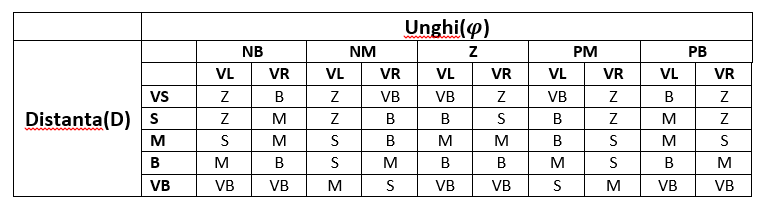 Unghi(φ)
NB NM Z PM PB
VL VR VL VR VL VR VL VR VL VR
Distanta(D)
VS Z B Z VB VB Z VB Z B Z
S Z M Z B B S B Z M Z
M S M S B M M B S M S
B M B S M B B M S B M
VB VB VB M S VB VB S M VB VB